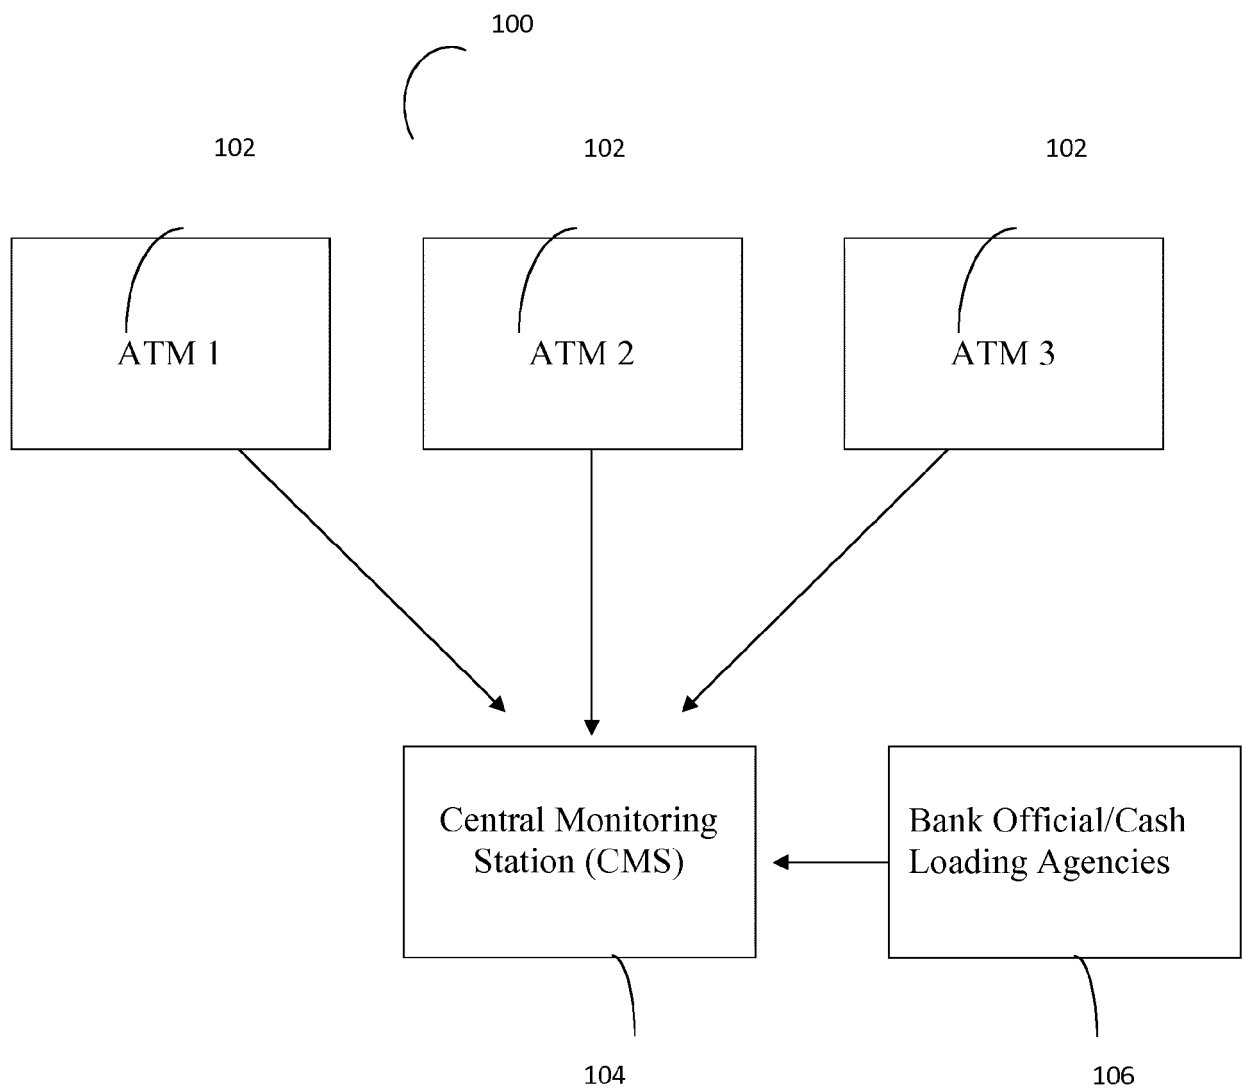 100
102
102
102
ATM 1
ATM 2
ATM 3
Central Monitoring
Station (CMS)
Bank Official/Cash
Loading Agencies
104
106